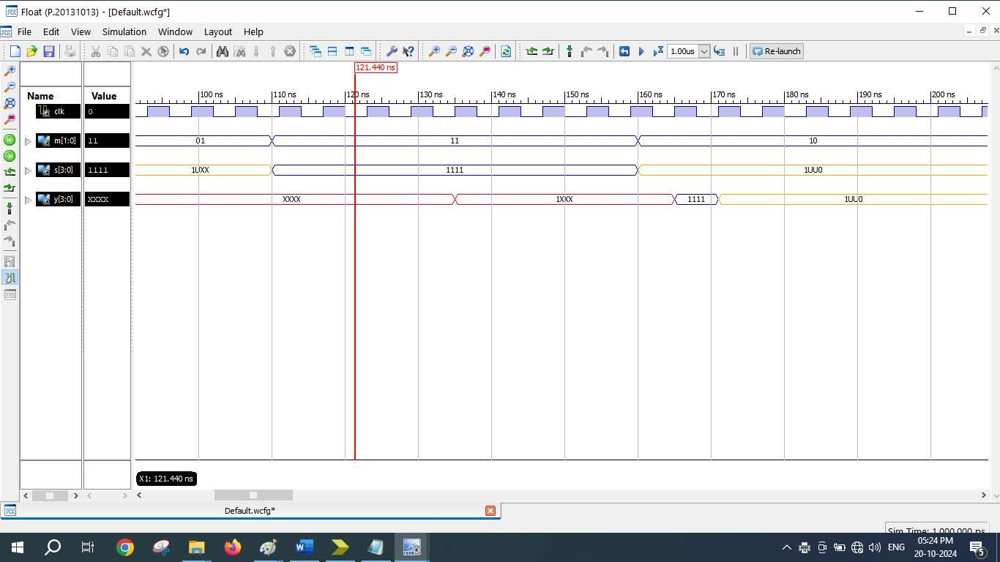 Float (P.20131013) - [Default.wcfg*]
File Edit View Simulation Window Layout Help
1.00us Re-launch
121.440 ns
Name Value
100 ns 110 ns 120 ns 130 ns 140 ns 150 ns 160 ns 170 ns 180 ns 190 ns 200 ns
clk 0
m[1:0] 11 01 11 10
s[3:0] 1111 1UXX 1111 1UU0
y[3:0] XXXX XXXX 1XXX 1111 1UU0
X1: 121.440 ns
Default.wcfg*
Sim Time: 1,000,000 ps
05:24 PM
ENG
20-10-2024
5